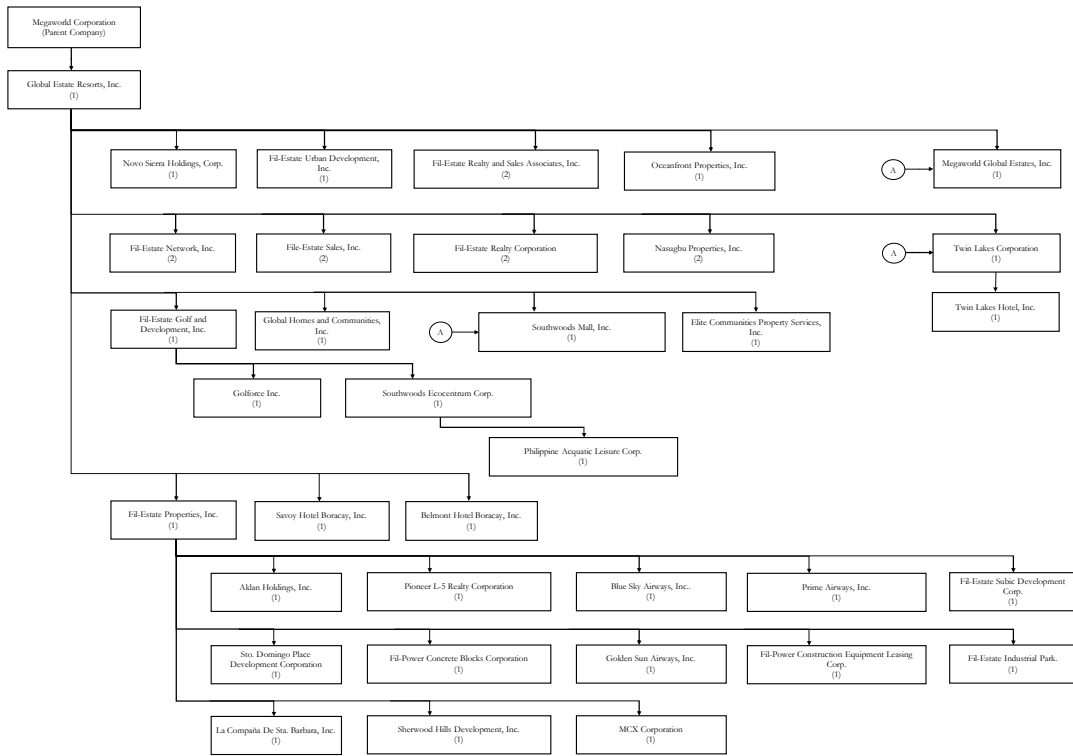 Megaworld Corporation
(Parent Company)
Global Estate Resorts, Inc.
(1)
Novo Sierra Holdings, Corp.
(1)
Fil-Estate Urban Development,
Inc.
(1)
Fil-Estate Realty and Sales Associates, Inc.
(2)
Oceanfront Properties, Inc.
(1)
A
Megaworld Global Estates, Inc.
(1)
Fil-Estate Network, Inc.
(2)
File-Estate Sales, Inc.
(2)
Fil-Estate Realty Corporation
(2)
Nasugbu Properties, Inc.
(2)
A
Twin Lakes Corporation
(1)
Twin Lakes Hotel, Inc.
(1)
Fil-Estate Golf and
Development, Inc.
(1)
Global Homes and Communities,
Inc.
(1)
A
Southwoods Mall, Inc.
(1)
Elite Communities Property Services,
Inc.
(1)
Golforce Inc.
(1)
Southwoods Ecocentrum Corp.
(1)
Philippine Acquatic Leisure Corp.
(1)
Fil-Estate Properties, Inc.
(1)
Savoy Hotel Boracay, Inc.
(1)
Belmont Hotel Boracay, Inc.
(1)
Aklan Holdings, Inc.
(1)
Pioneer L-5 Realty Corporation
(1)
Blue Sky Airways, Inc..
(1)
Prime Airways, Inc.
(1)
Fil-Estate Subic Development
Corp.
(1)
Sto. Domingo Place
Development Corporation
(1)
Fil-Power Concrete Blocks Corporation
(1)
Golden Sun Airways, Inc.
(1)
Fil-Power Construction Equipment Leasing
Corp.
(1)
Fil-Estate Industrial Park.
(1)
La Compaña De Sta. Barbara, Inc.
(1)
Sherwood Hills Development, Inc.
(1)
MCX Corporation
(1)